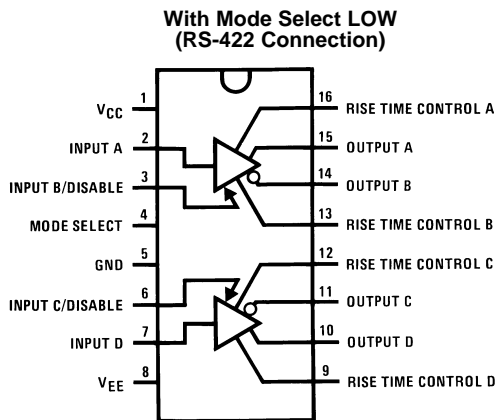 With Mode Select LOW
(RS-422 Connection)
1
VCC
2
INPUT A
3
INPUT B/DISABLE
4
MODE SELECT
5
GND
6
INPUT C/DISABLE
7
INPUT D
8
VEE
16
RISE TIME CONTROL A
15
OUTPUT A
14
OUTPUT B
13
RISE TIME CONTROL B
12
RISE TIME CONTROL C
11
OUTPUT C
10
OUTPUT D
9
RISE TIME CONTROL D